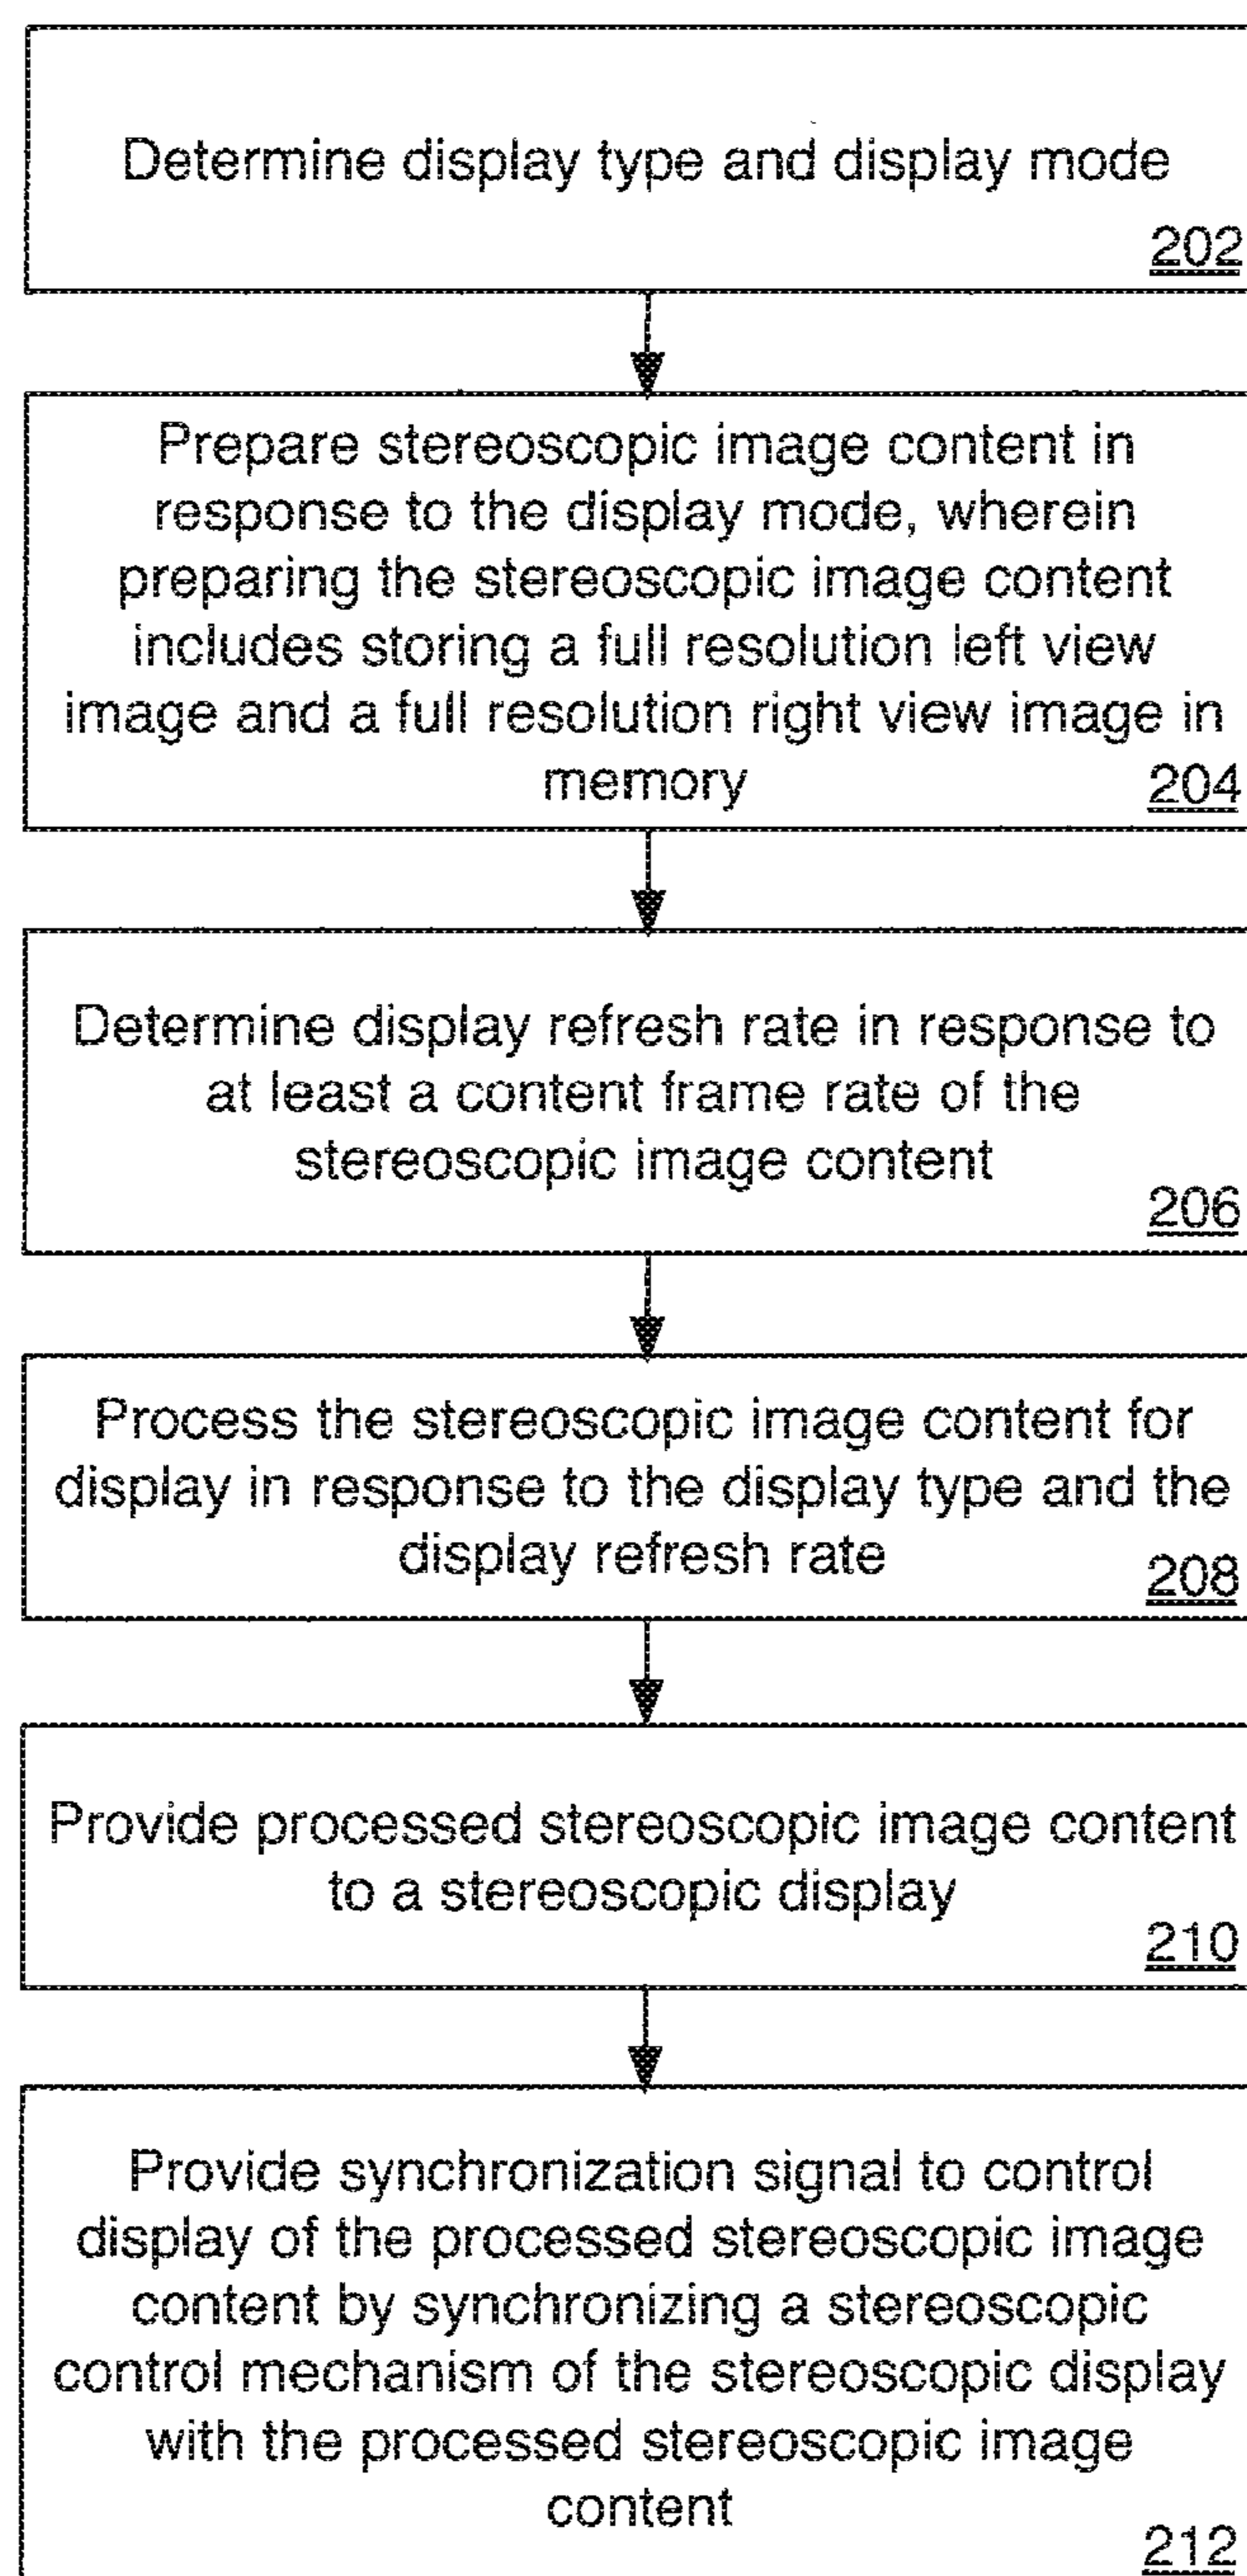 Determine display type and display mode
202
Prepare stereoscopic image content in
response to the display mode, wherein
preparing the stereoscopic image content
includes storing a full resolution left view
image and a full resolution right view image in
memory
204
Determine display refresh rate in response to
at least a content frame rate of the
stereoscopic image content
206
Process the stereoscopic image content for
display in response to the display type and the
display refresh rate
208
Provide processed stereoscopic image content
to a stereoscopic display
210
Provide synchronization signal to control
display of the processed stereoscopic image
content by synchronizing a stereoscopic
control mechanism of the stereoscopic display
with the processed stereoscopic image
content
212